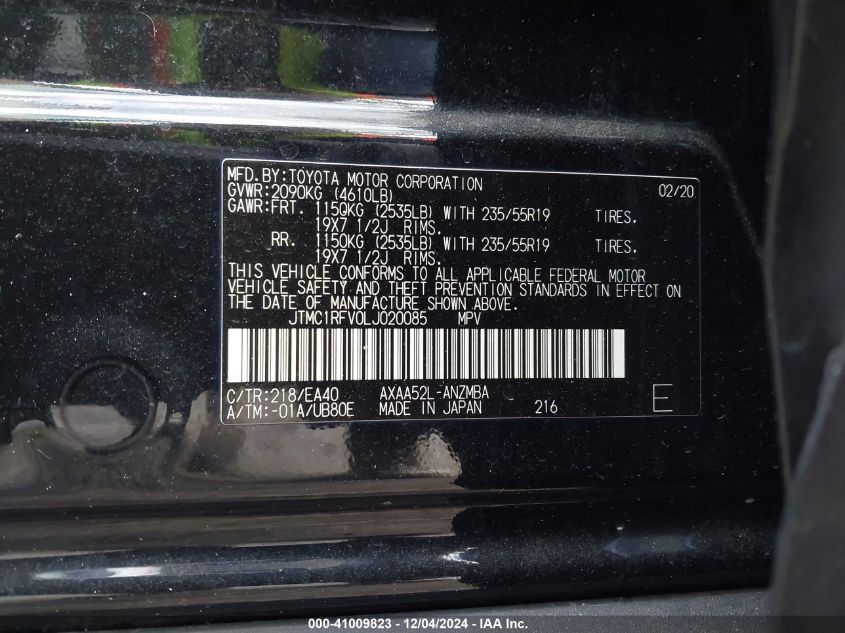 MFD.BY:TOYOTA MOTOR CORPORATION 02/20
GVWR:2090KG (4610LB)
GAWR:FRT. 1150KG (2535LB) WITH 235/55R19 TIRES.
19X7 1/2J RIMS.
RR. 1150KG (2535LB) WITH 235/55R19 TIRES.
19X7 1/2J RIMS.
THIS VEHICLE CONFORMS TO ALL APPLICABLE FEDERAL MOTOR
VEHICLE SAFETY AND THEFT PREVENTION STANDARDS IN EFFECT ON
THE DATE OF MANUFACTURE SHOWN ABOVE.
JTMC1RFV0LJ020085 MPV
C/TR:218/EA40 AXAA52L-ANZMBA
A/TM:-01A/UB80E MADE IN JAPAN 216 E
000-41009823 - 12/04/2024 - IAA Inc.